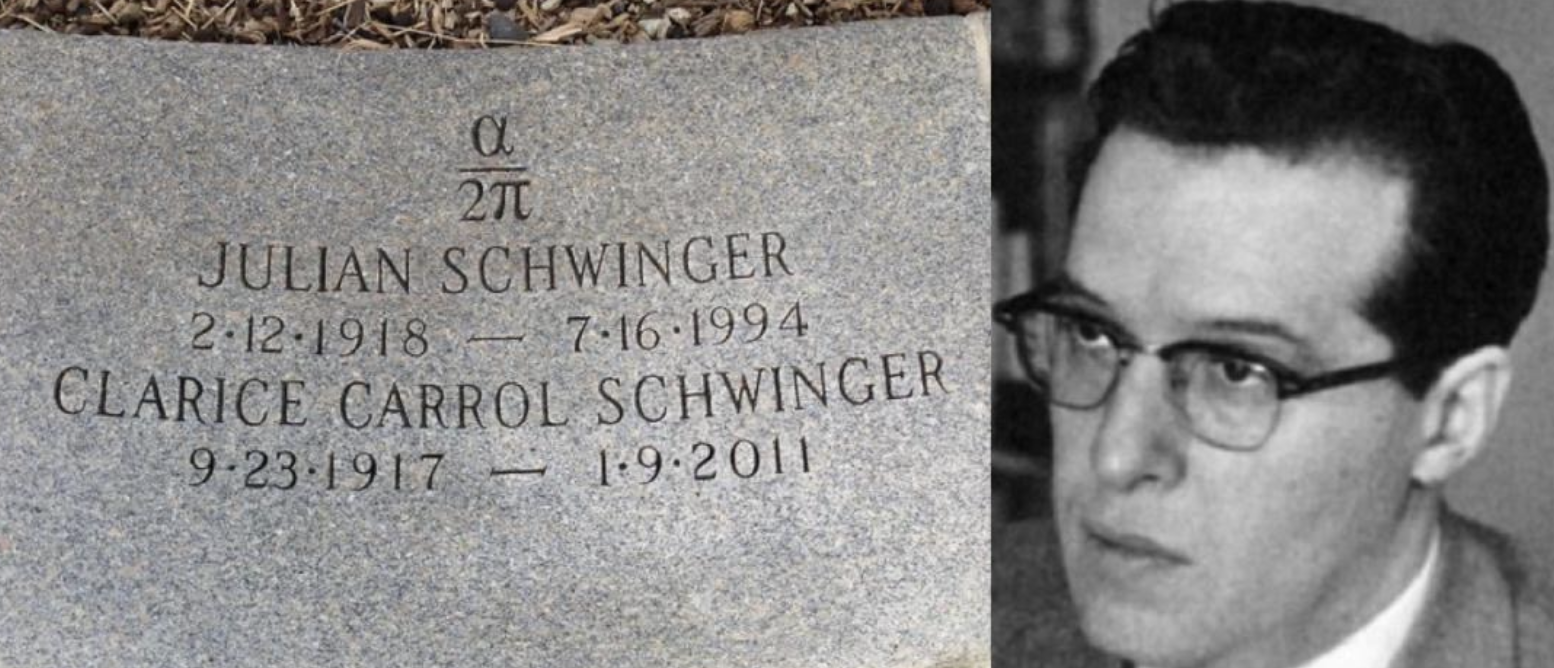 α
2π
JULIAN SCHWINGER
2·12·1918 — 7·16·1994
CLARICE CARROL SCHWINGER
9·23·1917 — 1·9·2011